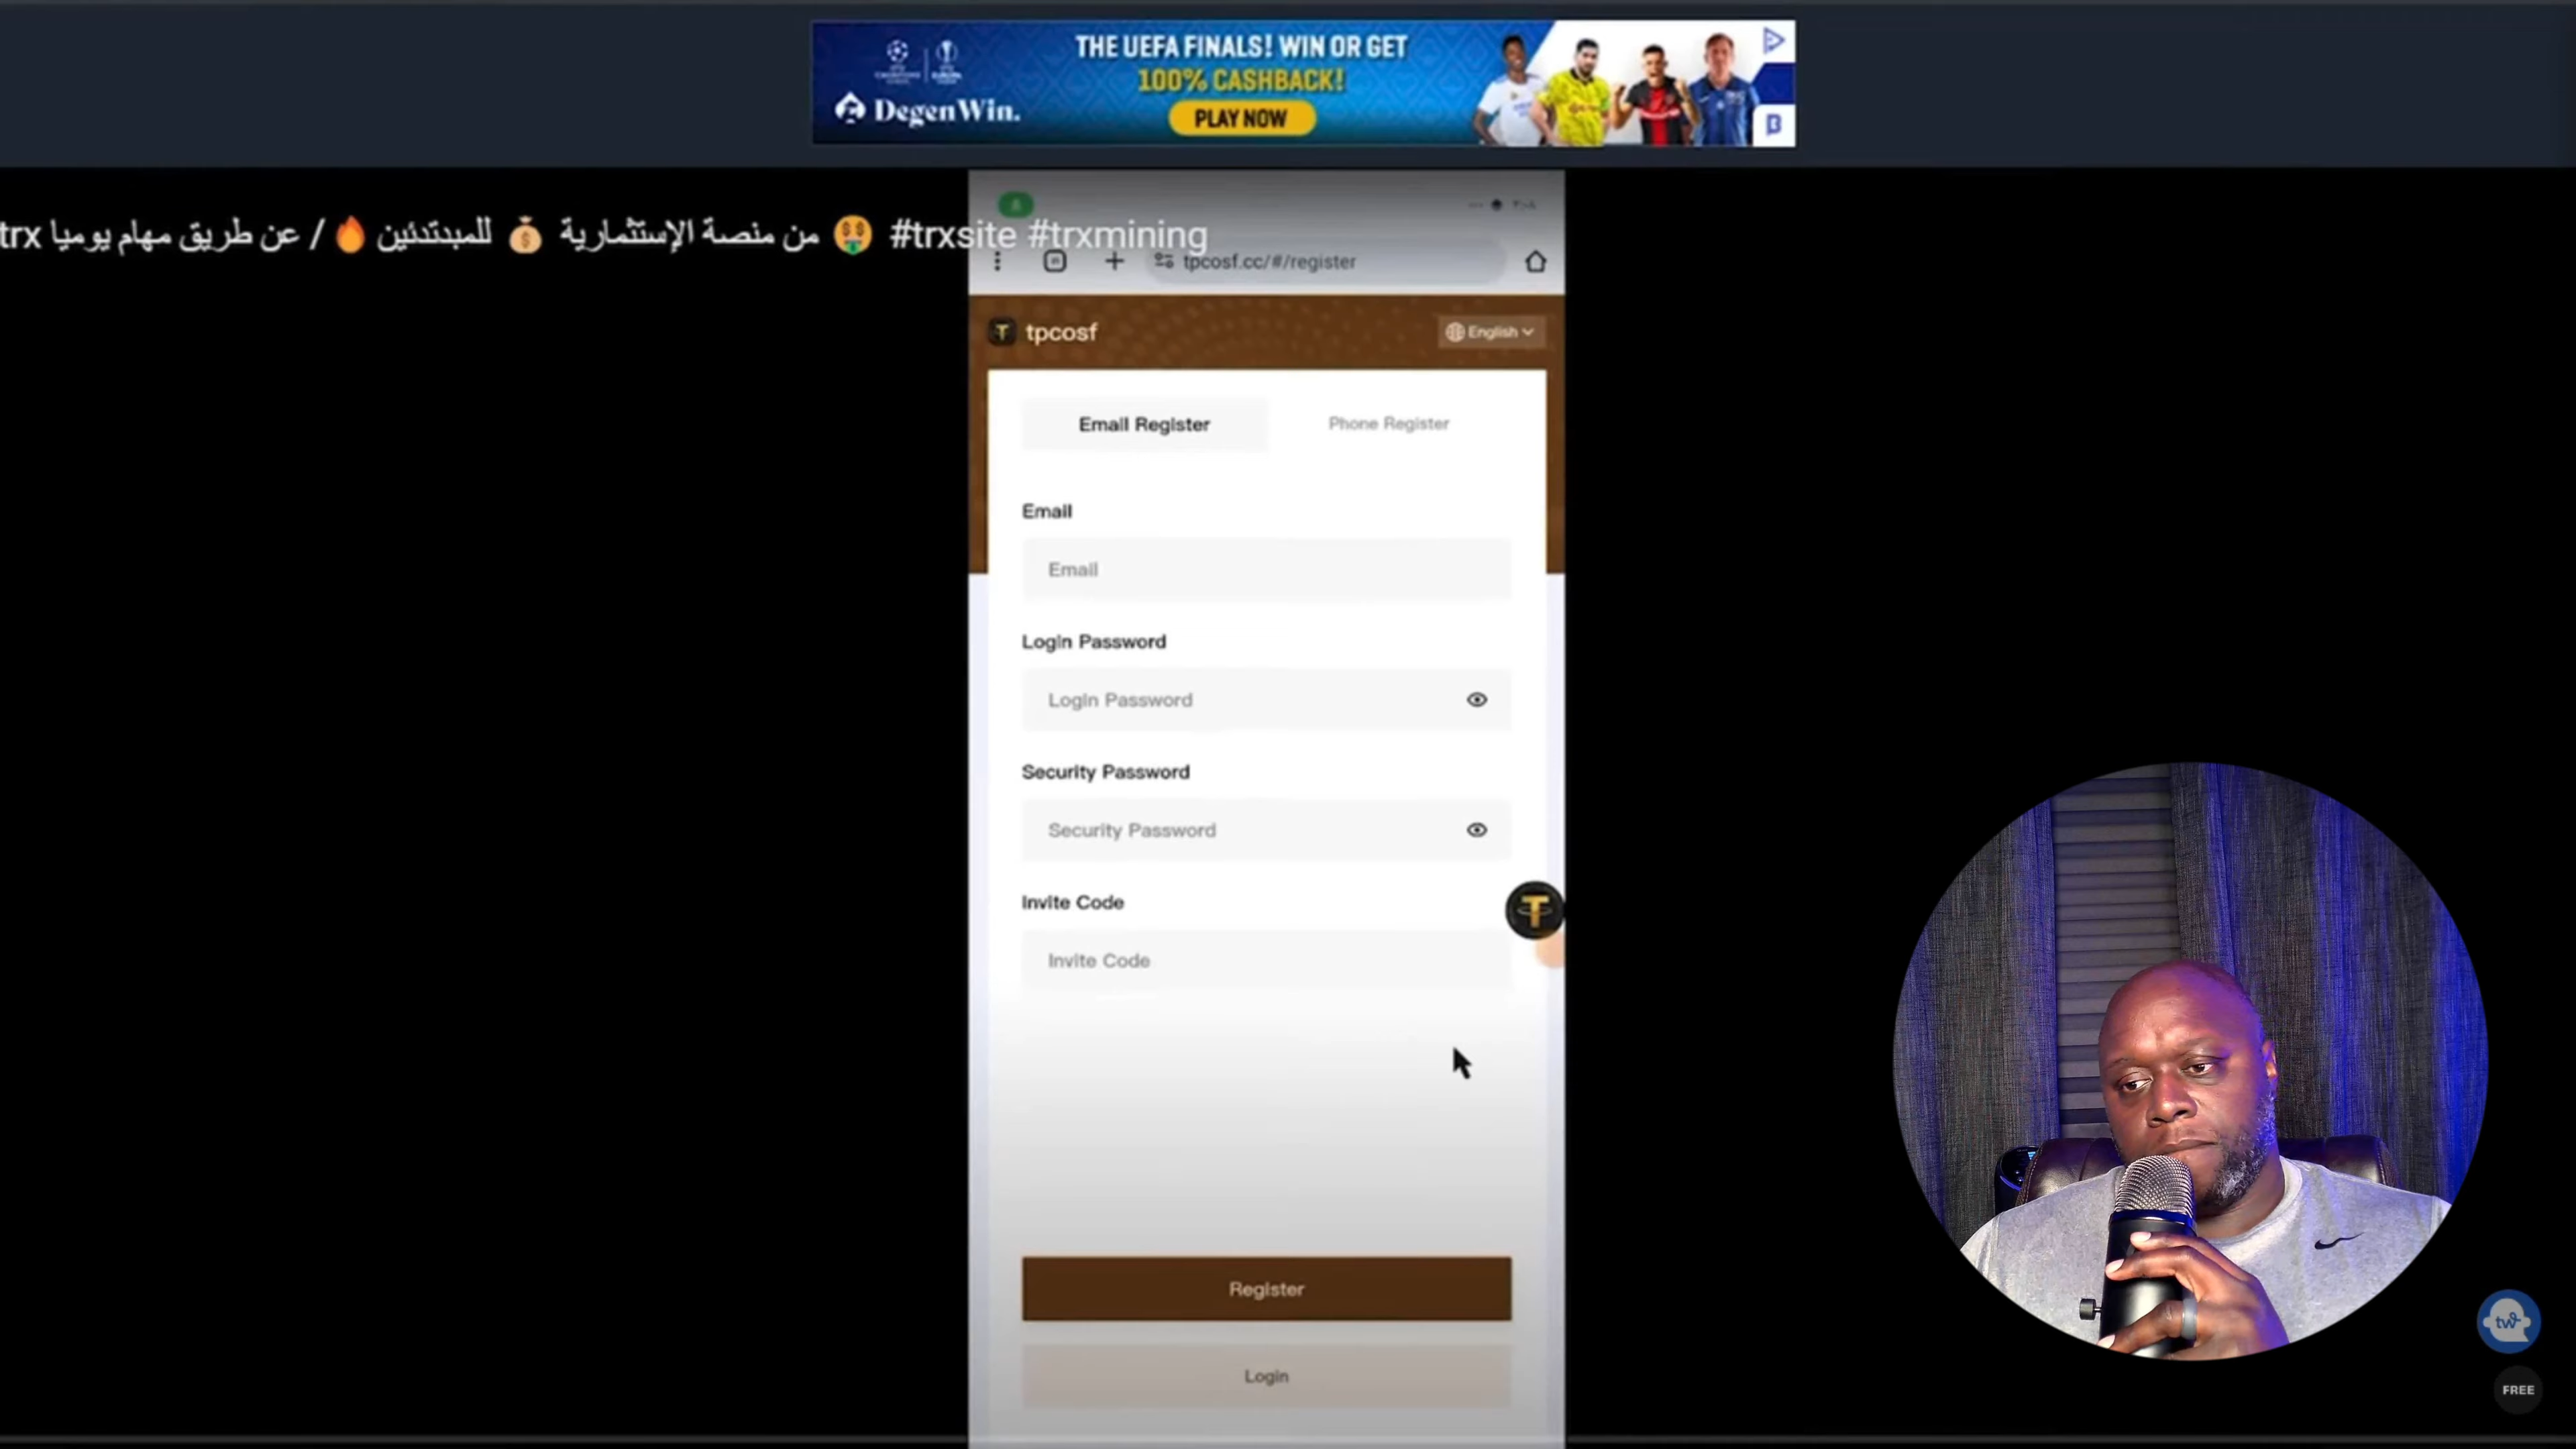 THE UEFA FINALS! WIN OR GET
100% CASHBACK!
DegenWin.
PLAY NOW
trx عن طريق مهام يوميا / 🔥 للمبتدئين 💰 من منصة الإستثمارية 🤑 #trxsite #trxmining
tpcosf.cc/#/register
tpcosf
English
Email Register
Phone Register
Email
Email
Login Password
Login Password
Security Password
Security Password
Invite Code
Invite Code
Register
Login
tw
FREE